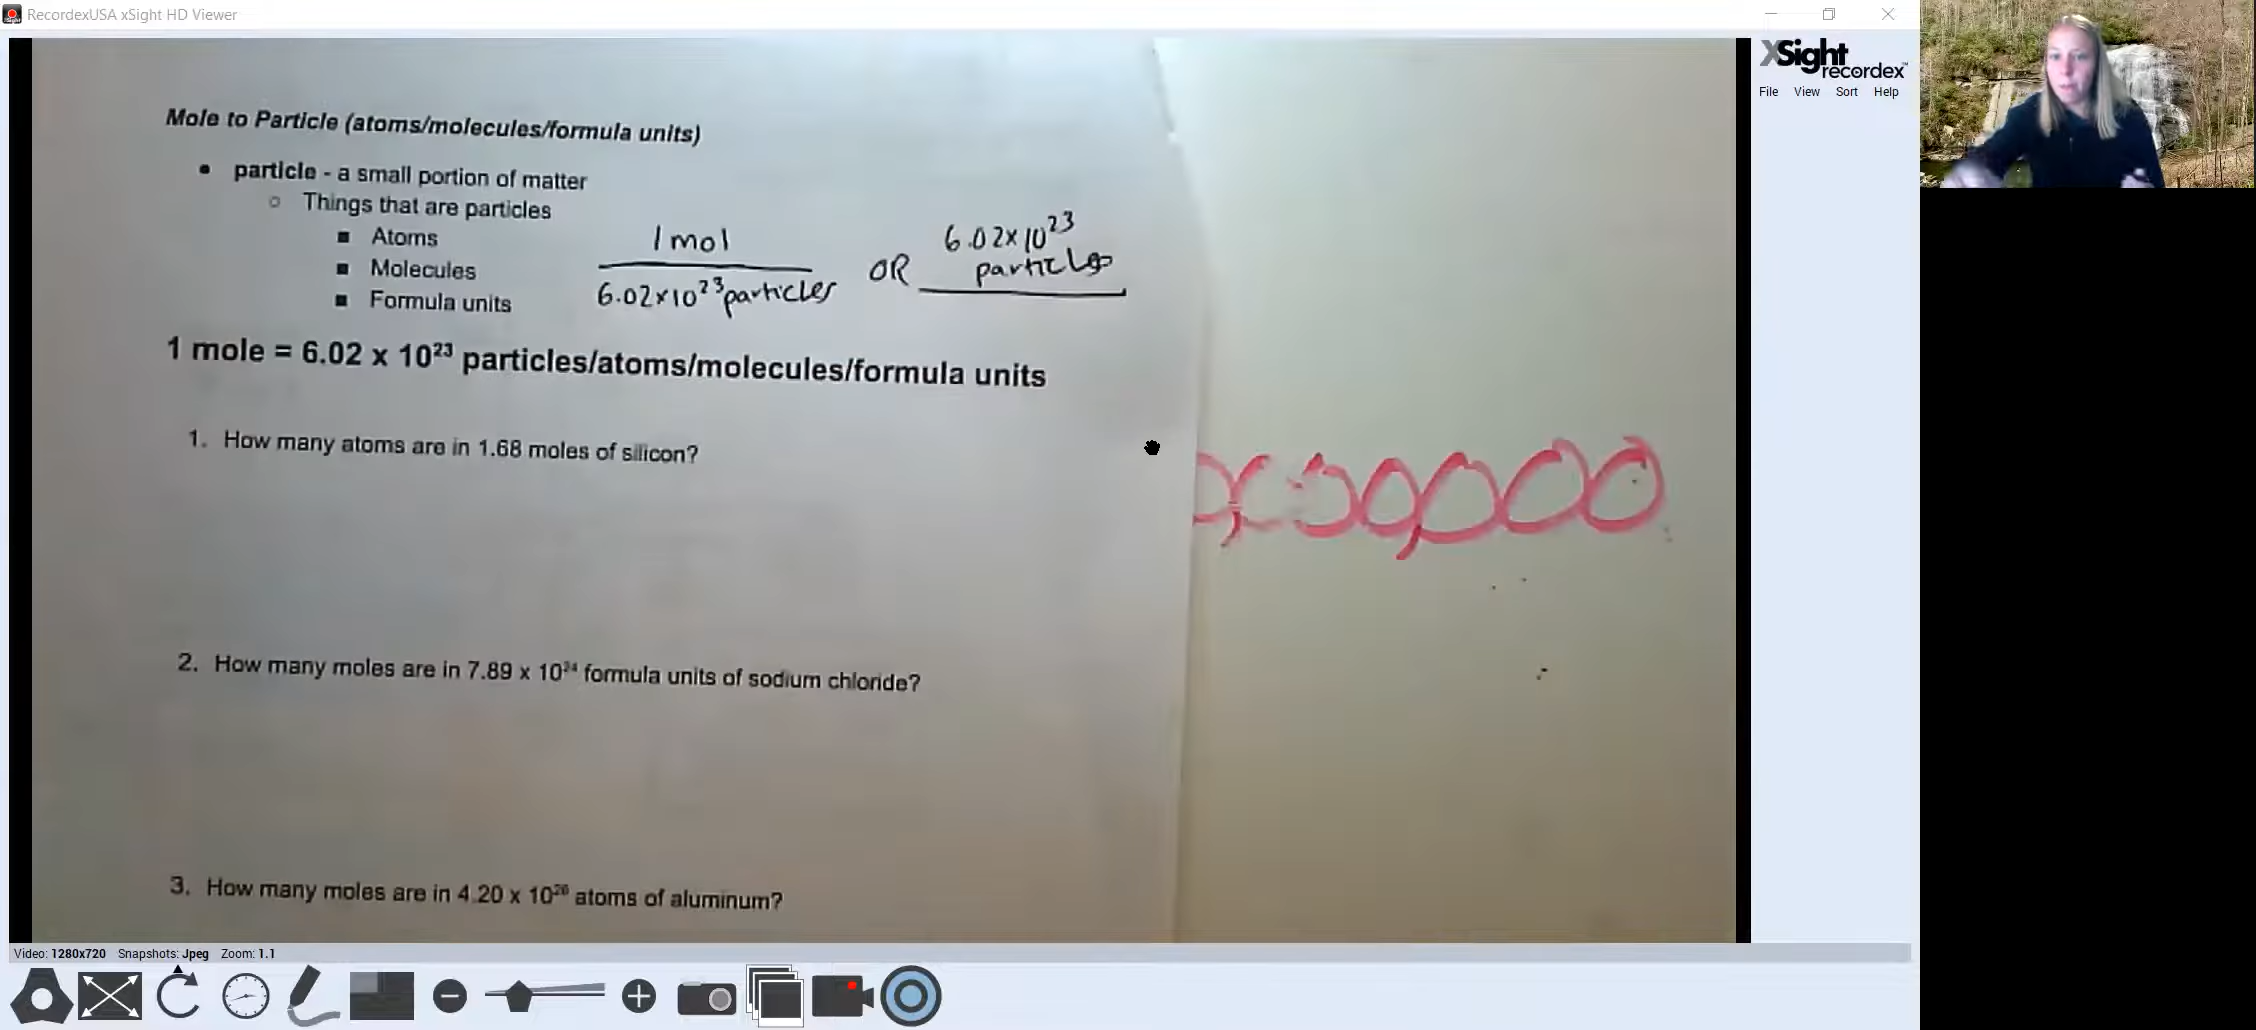 RecordexUSA xSight HD Viewer
XSight
recordex™
File View Sort Help
Mole to Particle (atoms/molecules/formula units)
• particle - a small portion of matter
○ Things that are particles
▪ Atoms
▪ Molecules
▪ Formula units
1 mol
6.02x10²³ particles
OR
6.02x10²³
particles
1 mole = 6.02 x 10²³ particles/atoms/molecules/formula units
1. How many atoms are in 1.68 moles of silicon?
00,000
2. How many moles are in 7.89 x 10²⁴ formula units of sodium chloride?
3. How many moles are in 4.20 x 10²⁶ atoms of aluminum?
Video: 1280x720 Snapshots: Jpeg Zoom: 1.1